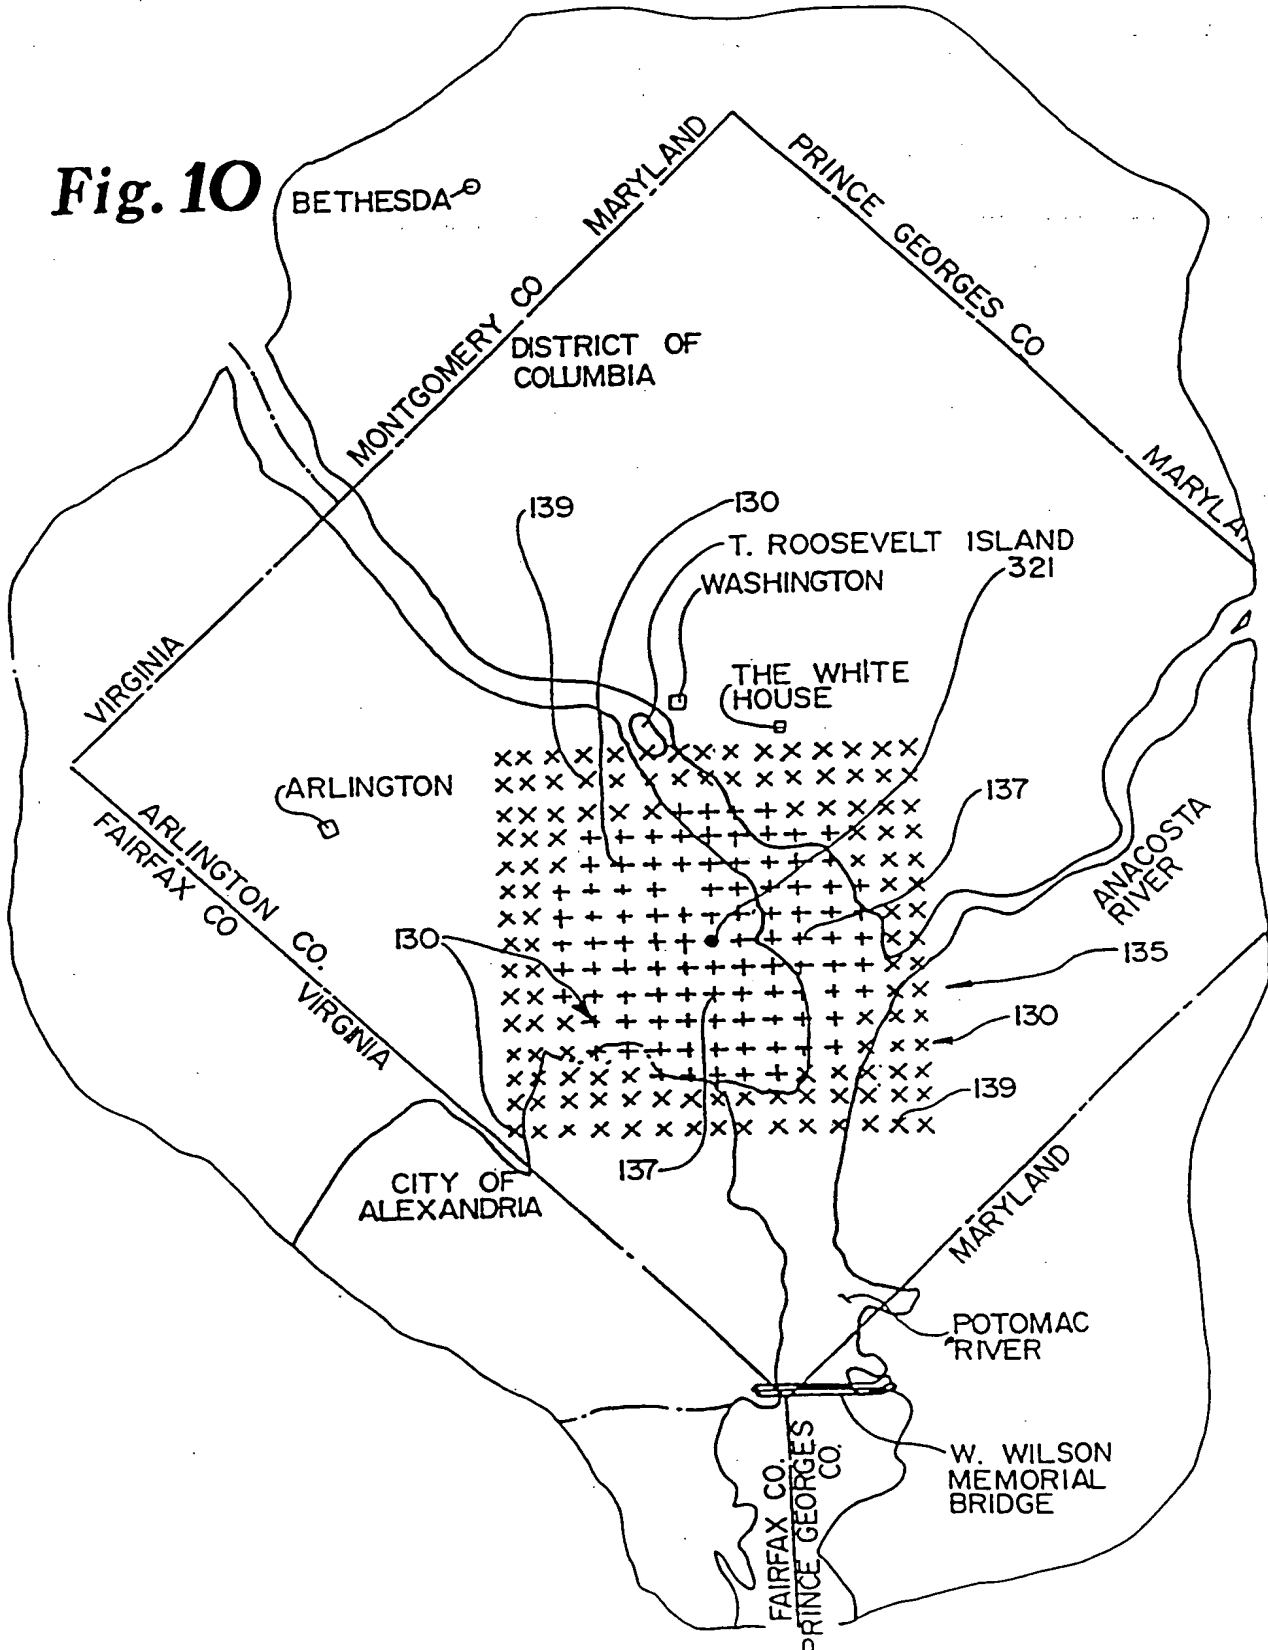 Fig. 10
BETHESDA
MONTGOMERY CO
MARYLAND
PRINCE GEORGES CO
DISTRICT OF
COLUMBIA
MARYLA
139
130
T. ROOSEVELT ISLAND
321
WASHINGTON
VIRGINIA
THE WHITE
HOUSE
ARLINGTON
137
ARLINGTON CO.
FAIRFAX CO
VIRGINIA
ANACOSTA
RIVER
130
135
130
139
137
CITY OF
ALEXANDRIA
MARYLAND
POTOMAC
RIVER
W. WILSON
MEMORIAL
BRIDGE
FAIRFAX CO.
PRINCE GEORGES
CO.